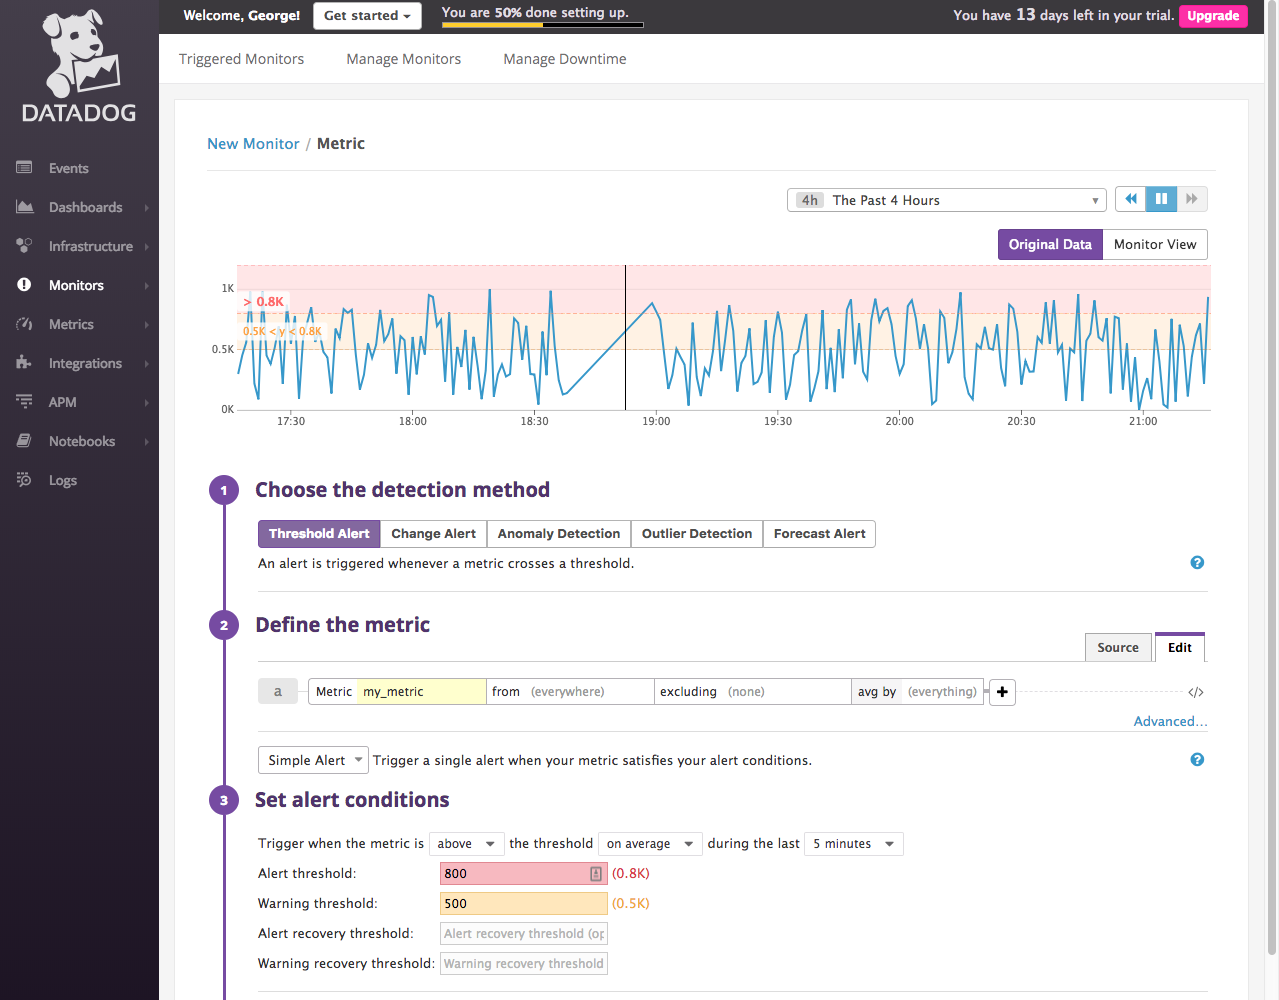 Welcome, George! Get started You are 50% done setting up. You have 13 days left in your trial. Upgrade
DATADOG
Triggered Monitors Manage Monitors Manage Downtime
Events
Dashboards
Infrastructure
Monitors
Metrics
Integrations
APM
Notebooks
Logs
New Monitor / Metric
4h The Past 4 Hours
Original Data Monitor View
1K
> 0.8K
0.5K < y < 0.8K
0.5K
0K
17:30 18:00 18:30 19:00 19:30 20:00 20:30 21:00
1 Choose the detection method
Threshold Alert Change Alert Anomaly Detection Outlier Detection Forecast Alert
An alert is triggered whenever a metric crosses a threshold. ?
2 Define the metric
Source Edit
a Metric my_metric from (everywhere) excluding (none) avg by (everything) + </>
Advanced...
Simple Alert Trigger a single alert when your metric satisfies your alert conditions. ?
3 Set alert conditions
Trigger when the metric is above the threshold on average during the last 5 minutes
Alert threshold: 800 (0.8K)
Warning threshold: 500 (0.5K)
Alert recovery threshold: Alert recovery threshold (op
Warning recovery threshold: Warning recovery threshold